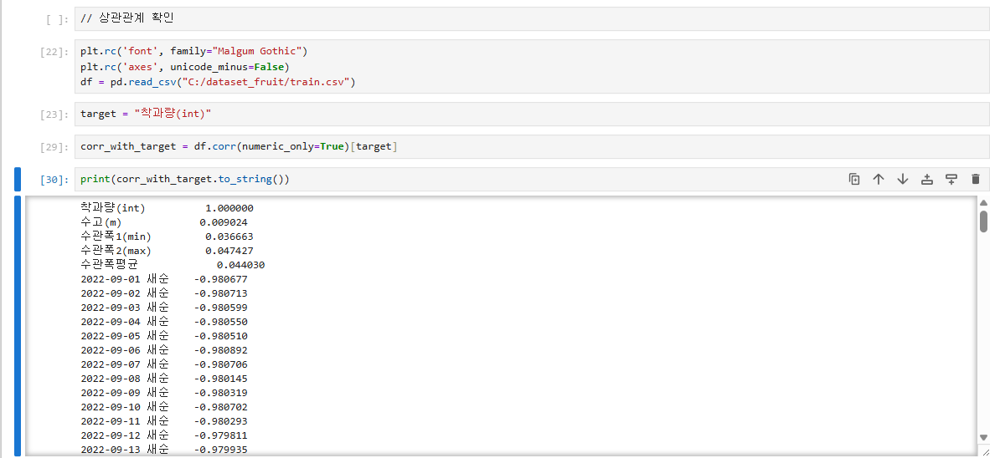 [ ]: // 상관관계 확인
[22]: plt.rc('font', family="Malgum Gothic")
plt.rc('axes', unicode_minus=False)
df = pd.read_csv("C:/dataset_fruit/train.csv")
[23]: target = "착과량(int)"
[29]: corr_with_target = df.corr(numeric_only=True)[target]
[30]: print(corr_with_target.to_string())
착과량(int) 1.000000
수고(m) 0.009024
수관폭1(min) 0.036663
수관폭2(max) 0.047427
수관폭평균 0.044030
2022-09-01 새순 -0.980677
2022-09-02 새순 -0.980713
2022-09-03 새순 -0.980599
2022-09-04 새순 -0.980550
2022-09-05 새순 -0.980510
2022-09-06 새순 -0.980892
2022-09-07 새순 -0.980706
2022-09-08 새순 -0.980145
2022-09-09 새순 -0.980319
2022-09-10 새순 -0.980702
2022-09-11 새순 -0.980293
2022-09-12 새순 -0.979811
2022-09-13 새순 -0.979935